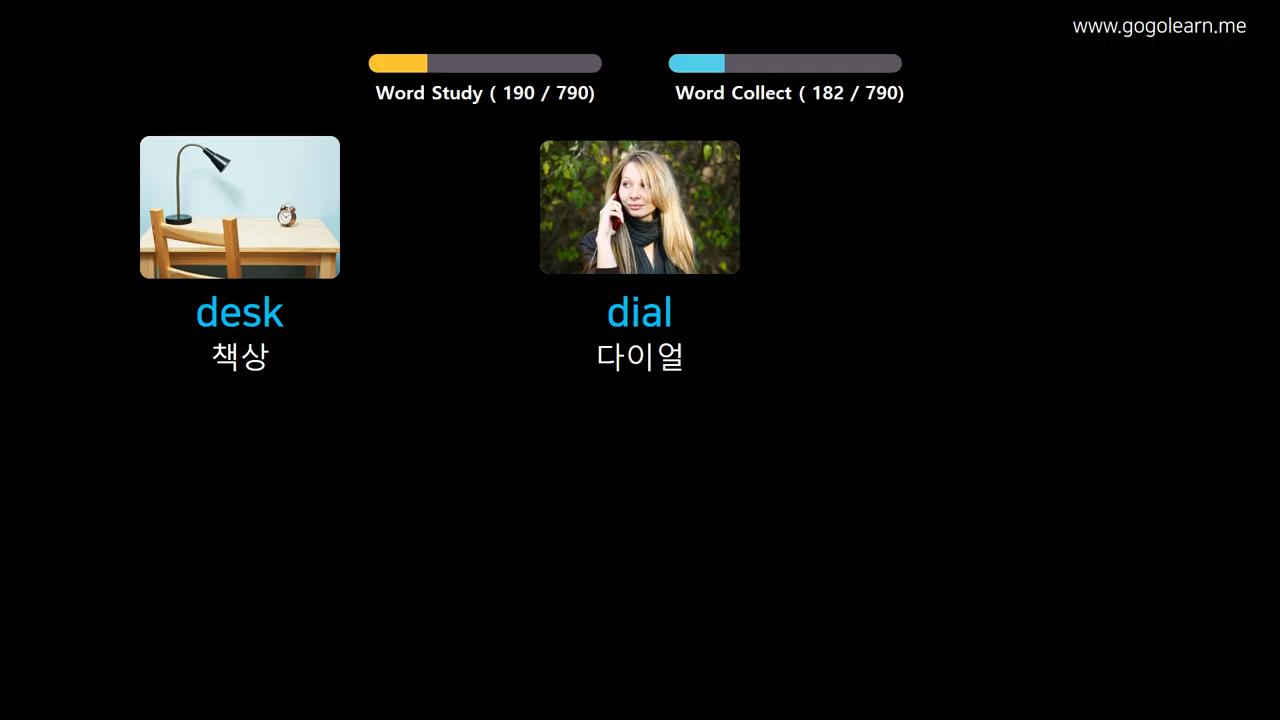 www.gogolearn.me
Word Study ( 190 / 790)
Word Collect ( 182 / 790)
desk
책상
dial
다이얼